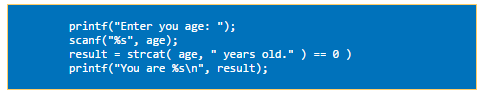 printf("Enter you age: ");
scanf("%s", age);
result = strcat( age, " years old." ) == 0 )
printf("You are %s\n", result);